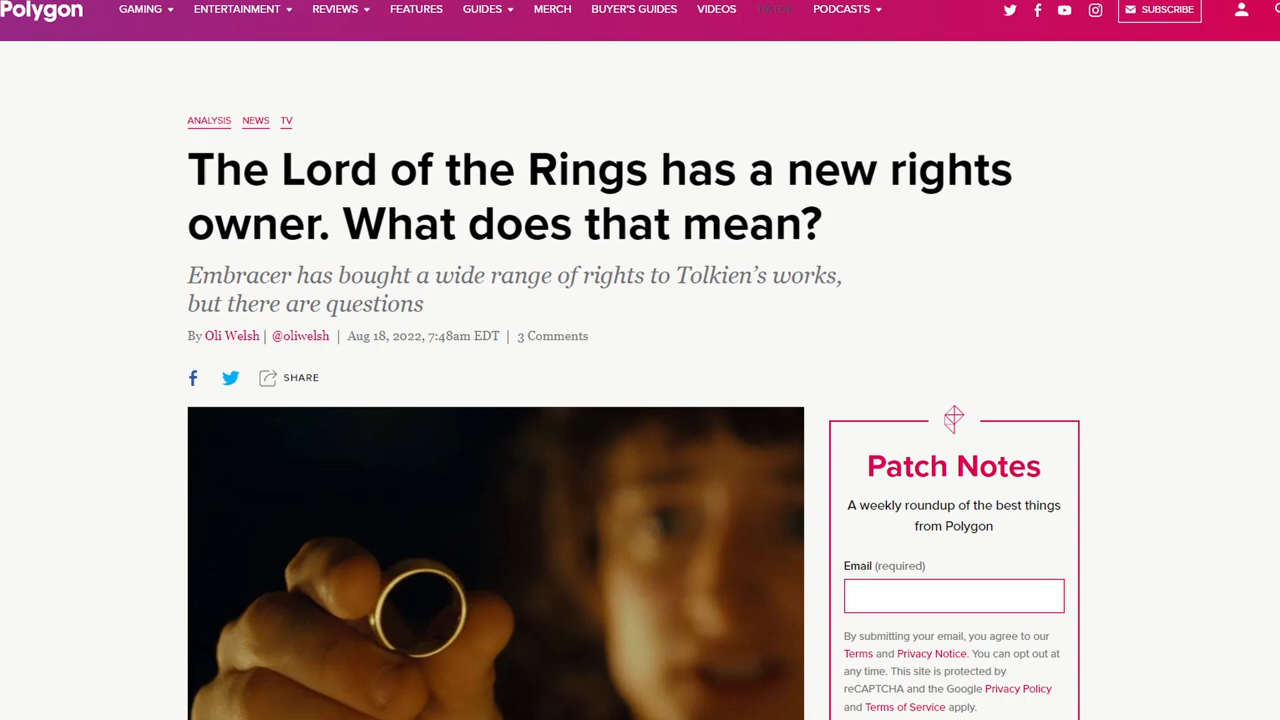 Polygon
GAMING
ENTERTAINMENT
REVIEWS
FEATURES
GUIDES
MERCH
BUYER'S GUIDES
VIDEOS
TIKTOK
PODCASTS
SUBSCRIBE
ANALYSIS NEWS TV
The Lord of the Rings has a new rights
owner. What does that mean?
Embracer has bought a wide range of rights to Tolkien’s works,
but there are questions
By Oli Welsh | @oliwelsh | Aug 18, 2022, 7:48am EDT | 3 Comments
SHARE
Patch Notes
A weekly roundup of the best things
from Polygon
Email (required)
By submitting your email, you agree to our
Terms and Privacy Notice. You can opt out at
any time. This site is protected by
reCAPTCHA and the Google Privacy Policy
and Terms of Service apply.